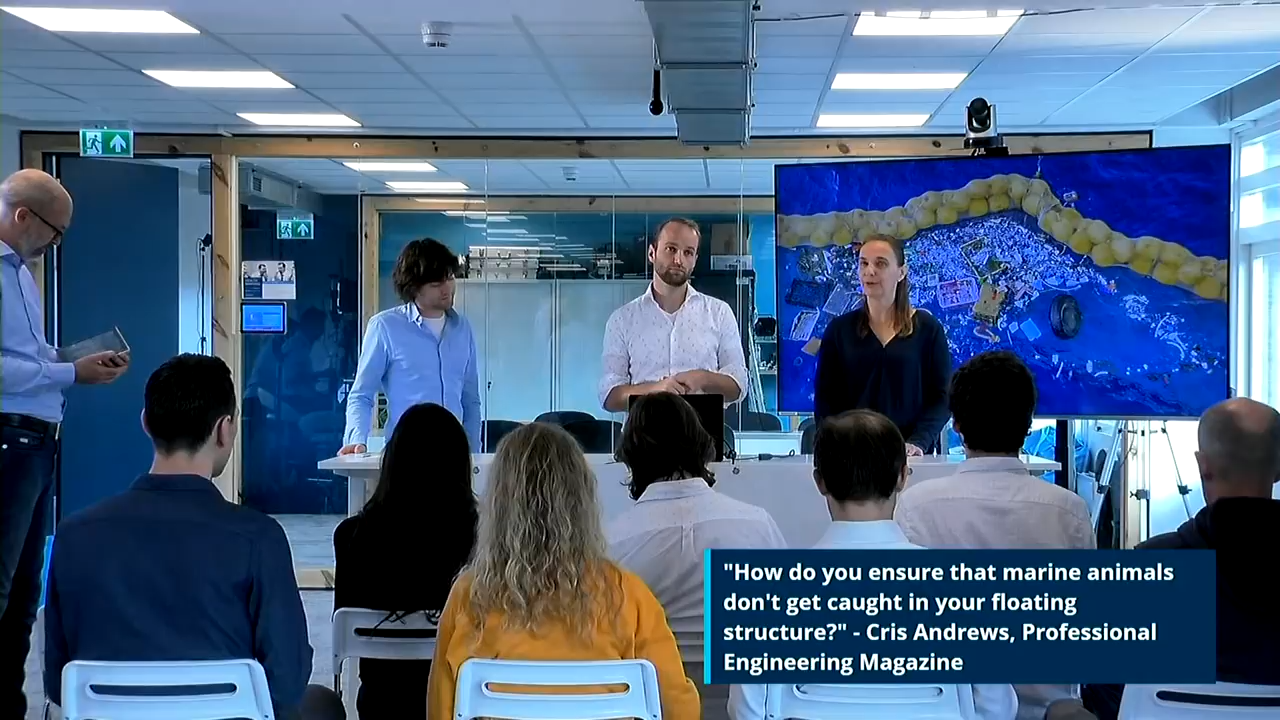 "How do you ensure that marine animals
don't get caught in your floating
structure?" - Cris Andrews, Professional
Engineering Magazine